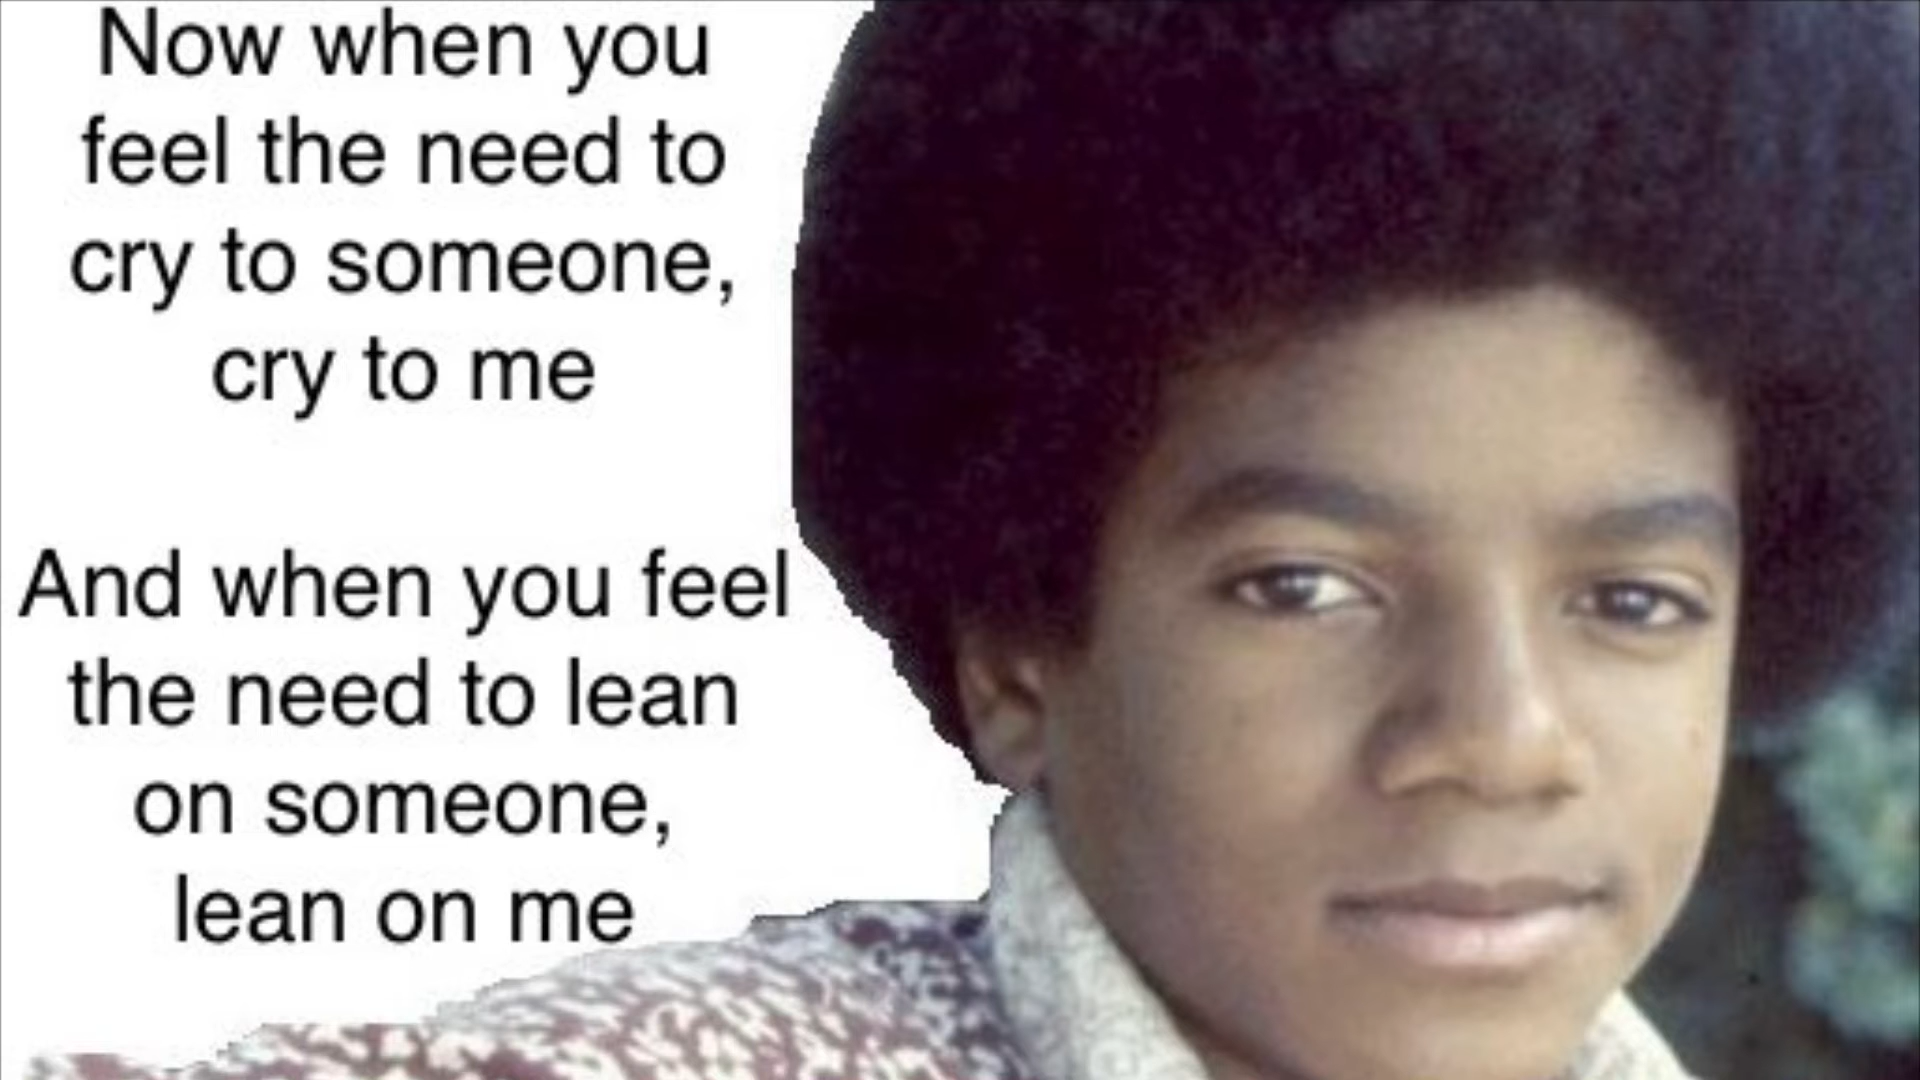 Now when you
feel the need to
cry to someone,
cry to me
And when you feel
the need to lean
on someone,
lean on me